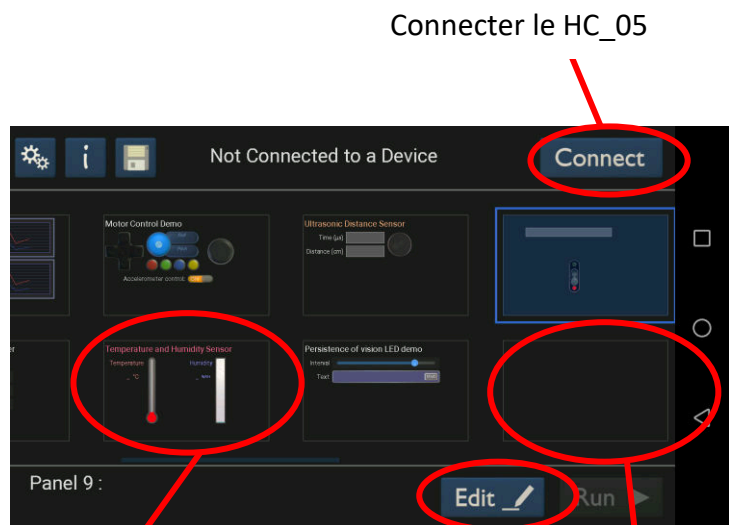 Connecter le HC_05
i
Not Connected to a Device
Connect
Motor Control Demo
Accelerometer control:
Ultrasonic Distance Sensor
Time (µs)
Distance (cm)
Temperature and Humidity Sensor
Temperature
Humidity
_ °C
Persistence of vision LED demo
Interval
Text
Panel 9 :
Edit
Run